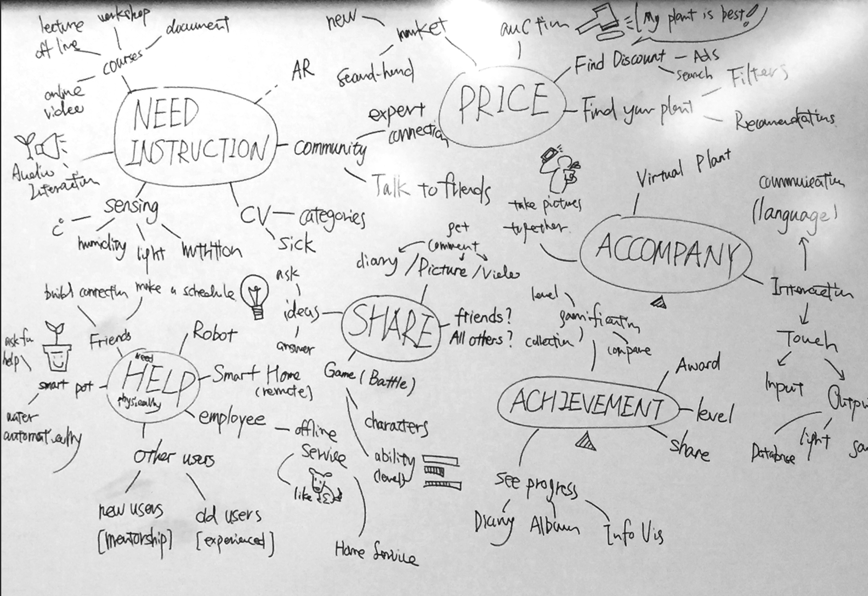 lecture
off line
workshop
document
courses
online
video
NEED
INSTRUCTION
AR
Audio
Interaction
sensing
C°
humidity
light
nutrition
CV
categories
sick
community
expert
connection
Talk to friends
new
market
second-hand
auction
My plant is best!
PRICE
Find Discount
Ads
search
Find your plant
Filters
Recomendations
take pictures
together
Virtual Plant
ACCOMPANY
communication
(language)
Interaction
Touch
Input
Output
Database
light
build connection
make a schedule
Friends
ask for
help
smart pot
water
automatically
need
HELP
physically
Robot
Smart Home
(remote)
employee
offline
Service
Home Service
other users
new users
[mentorship]
old users
[experienced]
ask
ideas
answer
SHARE
diary / Picture / Video
pet
comment
friends?
All others?
Game (Battle)
characters
ability
(level)
level
gamification
collection
compare
ACHIEVEMENT
Award
level
share
see progress
Diary
Album
Info Vis